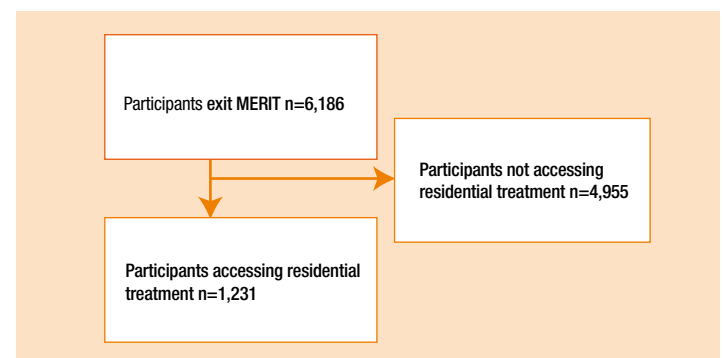 Participants exit MERIT n=6,186
Participants not accessing
residential treatment n=4,955
Participants accessing residential
treatment n=1,231